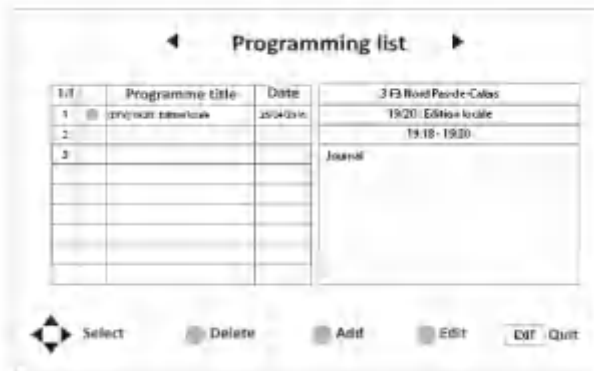 Programming list
1/1 Programme title Date
1
2
3
3 F3 Nord Pas-de-Calais
19/20 : Edition locale
19:18 - 19:30
Journal
Select Delete Add Edit EXIT Quit